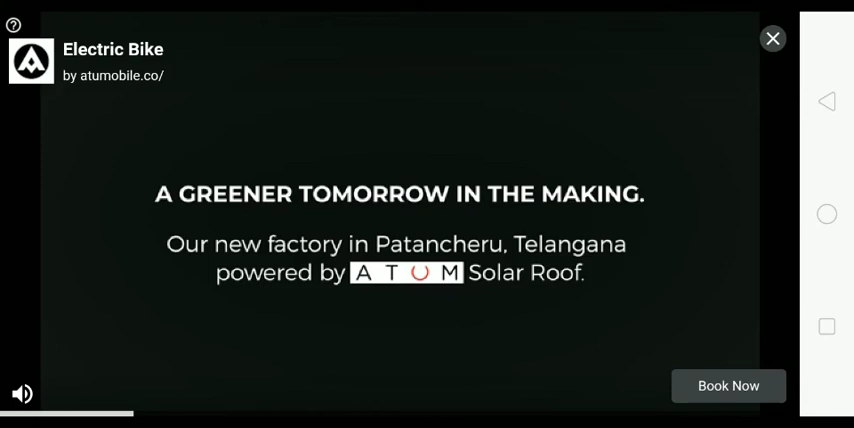 Electric Bike
by atumobile.co/
A GREENER TOMORROW IN THE MAKING.
Our new factory in Patancheru, Telangana
powered by ATUM Solar Roof.
Book Now